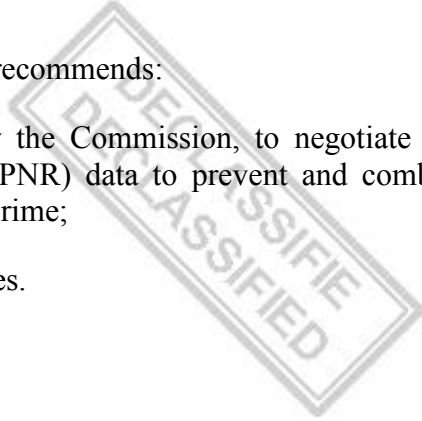 recommends:
the Commission, to negotiate
PNR) data to prevent and comb
rime;
es.
DECLASSIFIE
DECLASSIFIED